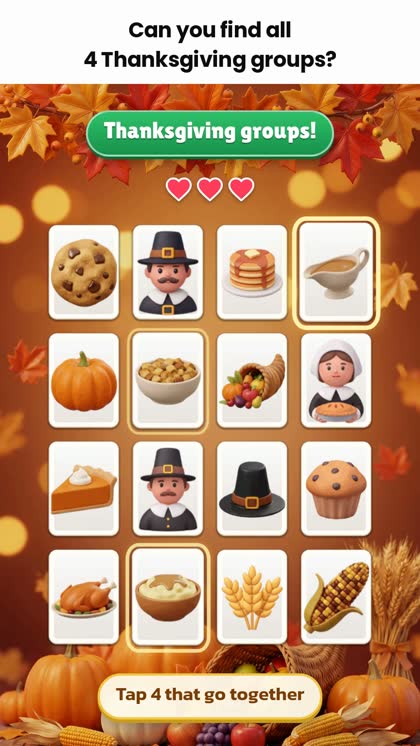 Can you find all
4 Thanksgiving groups?
Thanksgiving groups!
Tap 4 that go together